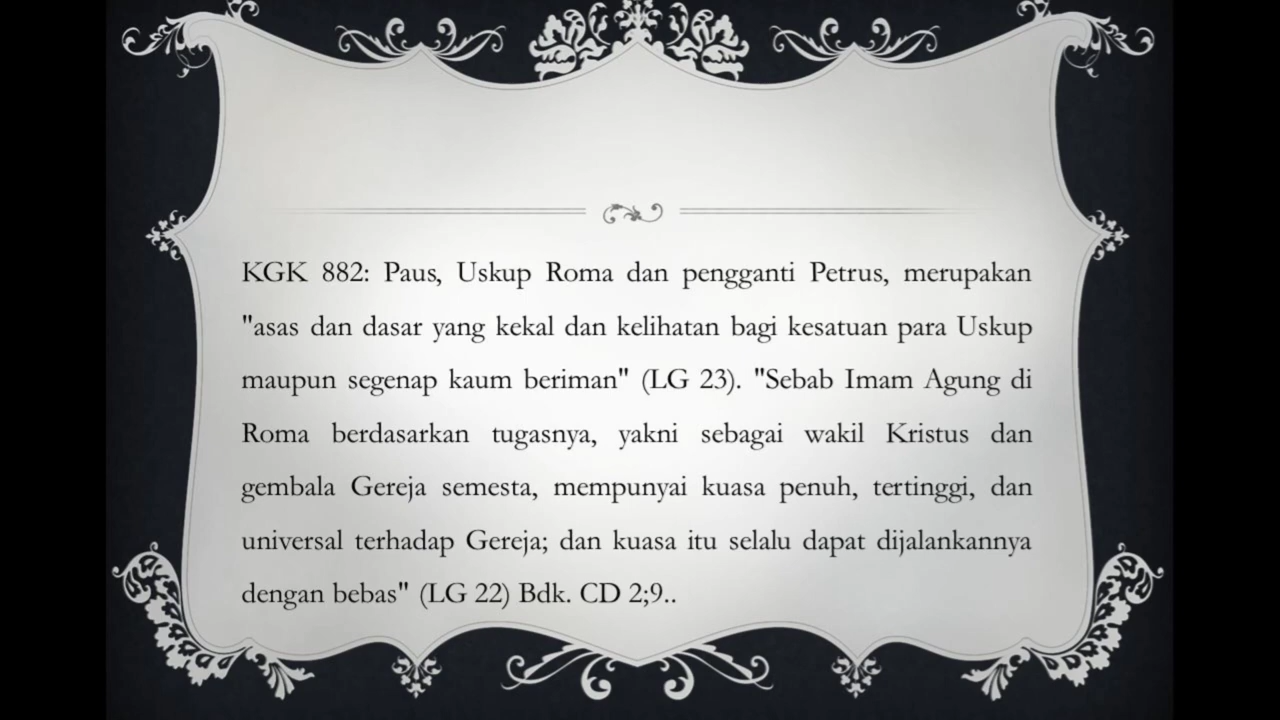 KGK 882: Paus, Uskup Roma dan pengganti Petrus, merupakan
"asas dan dasar yang kekal dan kelihatan bagi kesatuan para Uskup
maupun segenap kaum beriman" (LG 23). "Sebab Imam Agung di
Roma berdasarkan tugasnya, yakni sebagai wakil Kristus dan
gembala Gereja semesta, mempunyai kuasa penuh, tertinggi, dan
universal terhadap Gereja; dan kuasa itu selalu dapat dijalankannya
dengan bebas" (LG 22) Bdk. CD 2;9..